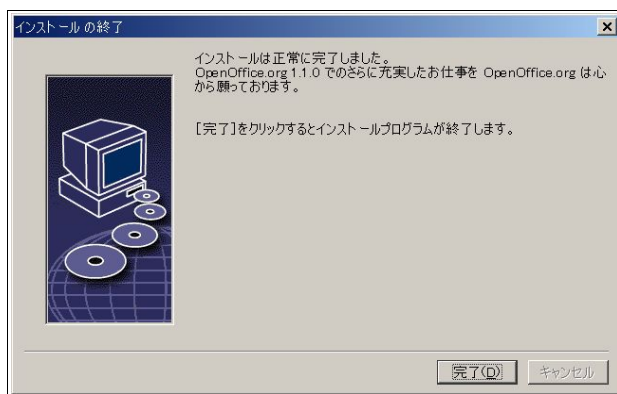 インストールの終了
インストールは正常に完了しました。
OpenOffice.org 1.1.0 でのさらに充実したお仕事を OpenOffice.org は心
から願っております。
[完了]をクリックするとインストールプログラムが終了します。
完了(D)
キャンセル